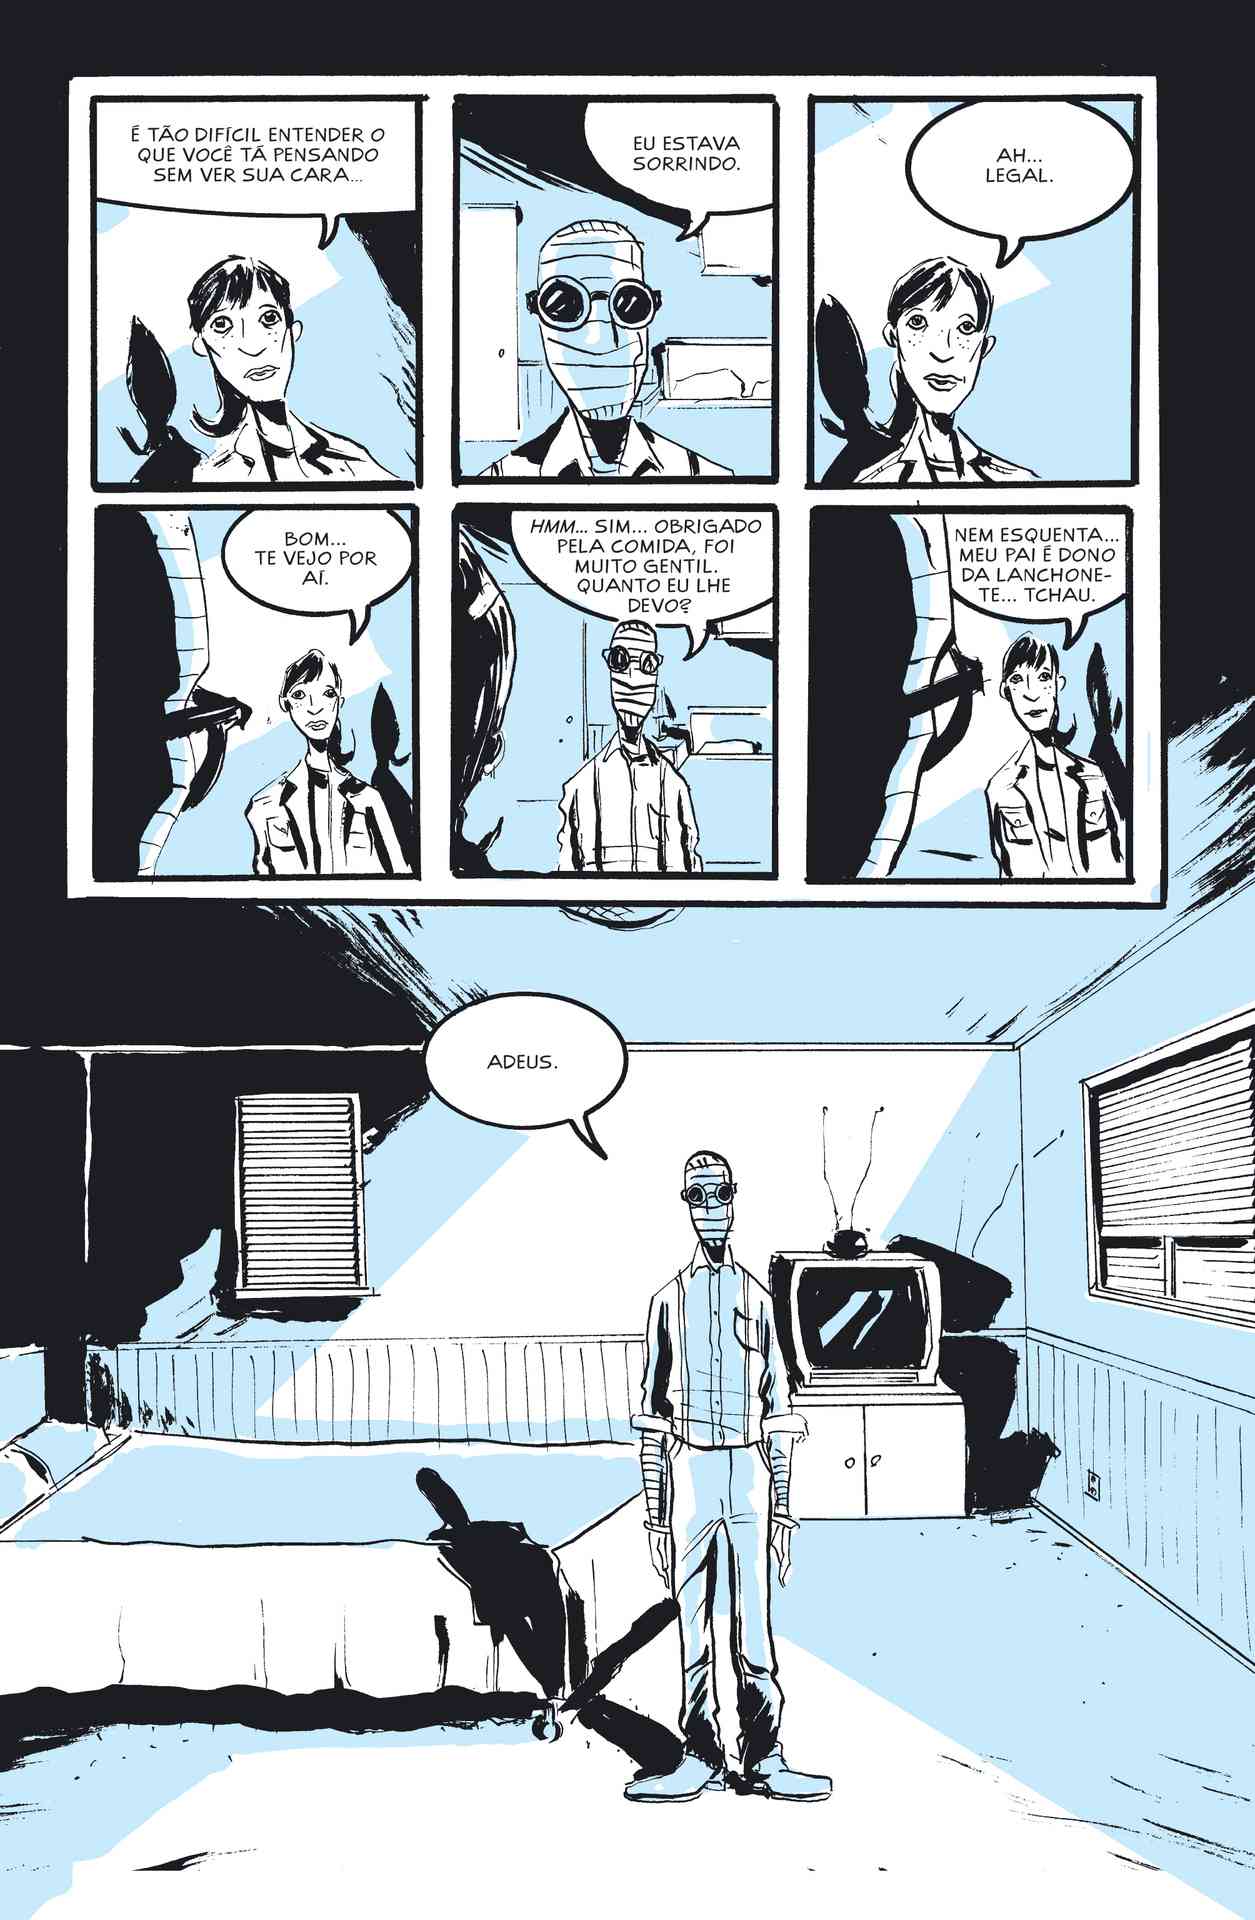 É TÃO DIFÍCIL ENTENDER O
QUE VOCÊ TÁ PENSANDO
SEM VER SUA CARA...
EU ESTAVA
SORRINDO.
AH...
LEGAL.
BOM...
TE VEJO POR
AÍ.
HMM... SIM... OBRIGADO
PELA COMIDA, FOI
MUITO GENTIL.
QUANTO EU LHE
DEVO?
NEM ESQUENTA...
MEU PAI É DONO
DA LANCHONE-
TE... TCHAU.
ADEUS.